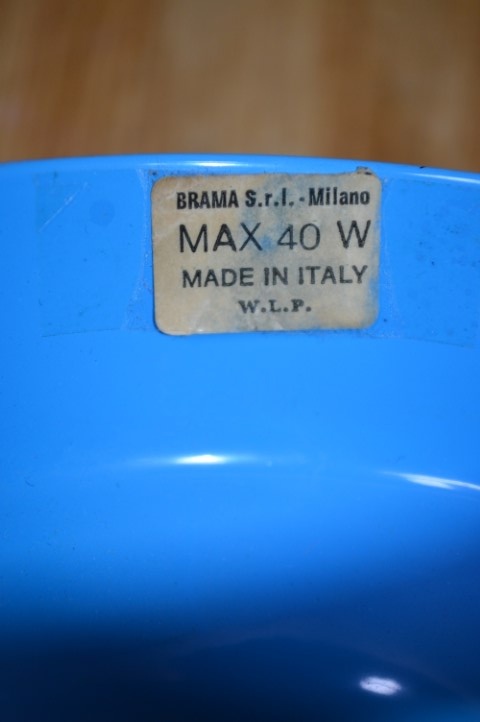 BRAMA S.r.l.-Milano
MAX 40 W
MADE IN ITALY
W.L.P.